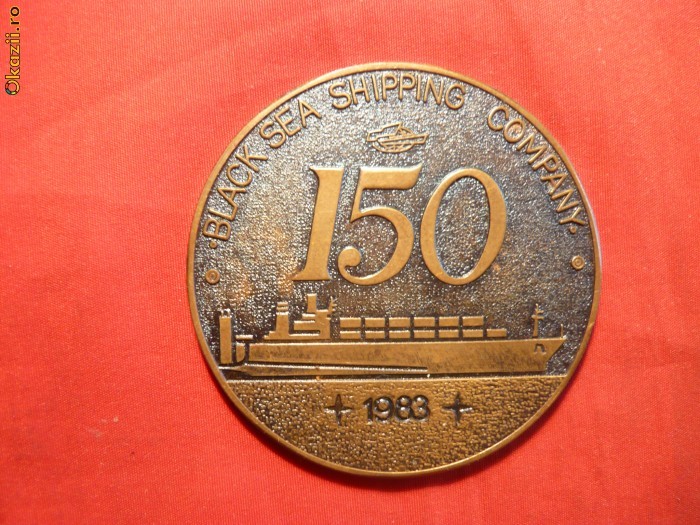 Okazii.ro
·BLACK SEA SHIPPING COMPANY·
150
1983